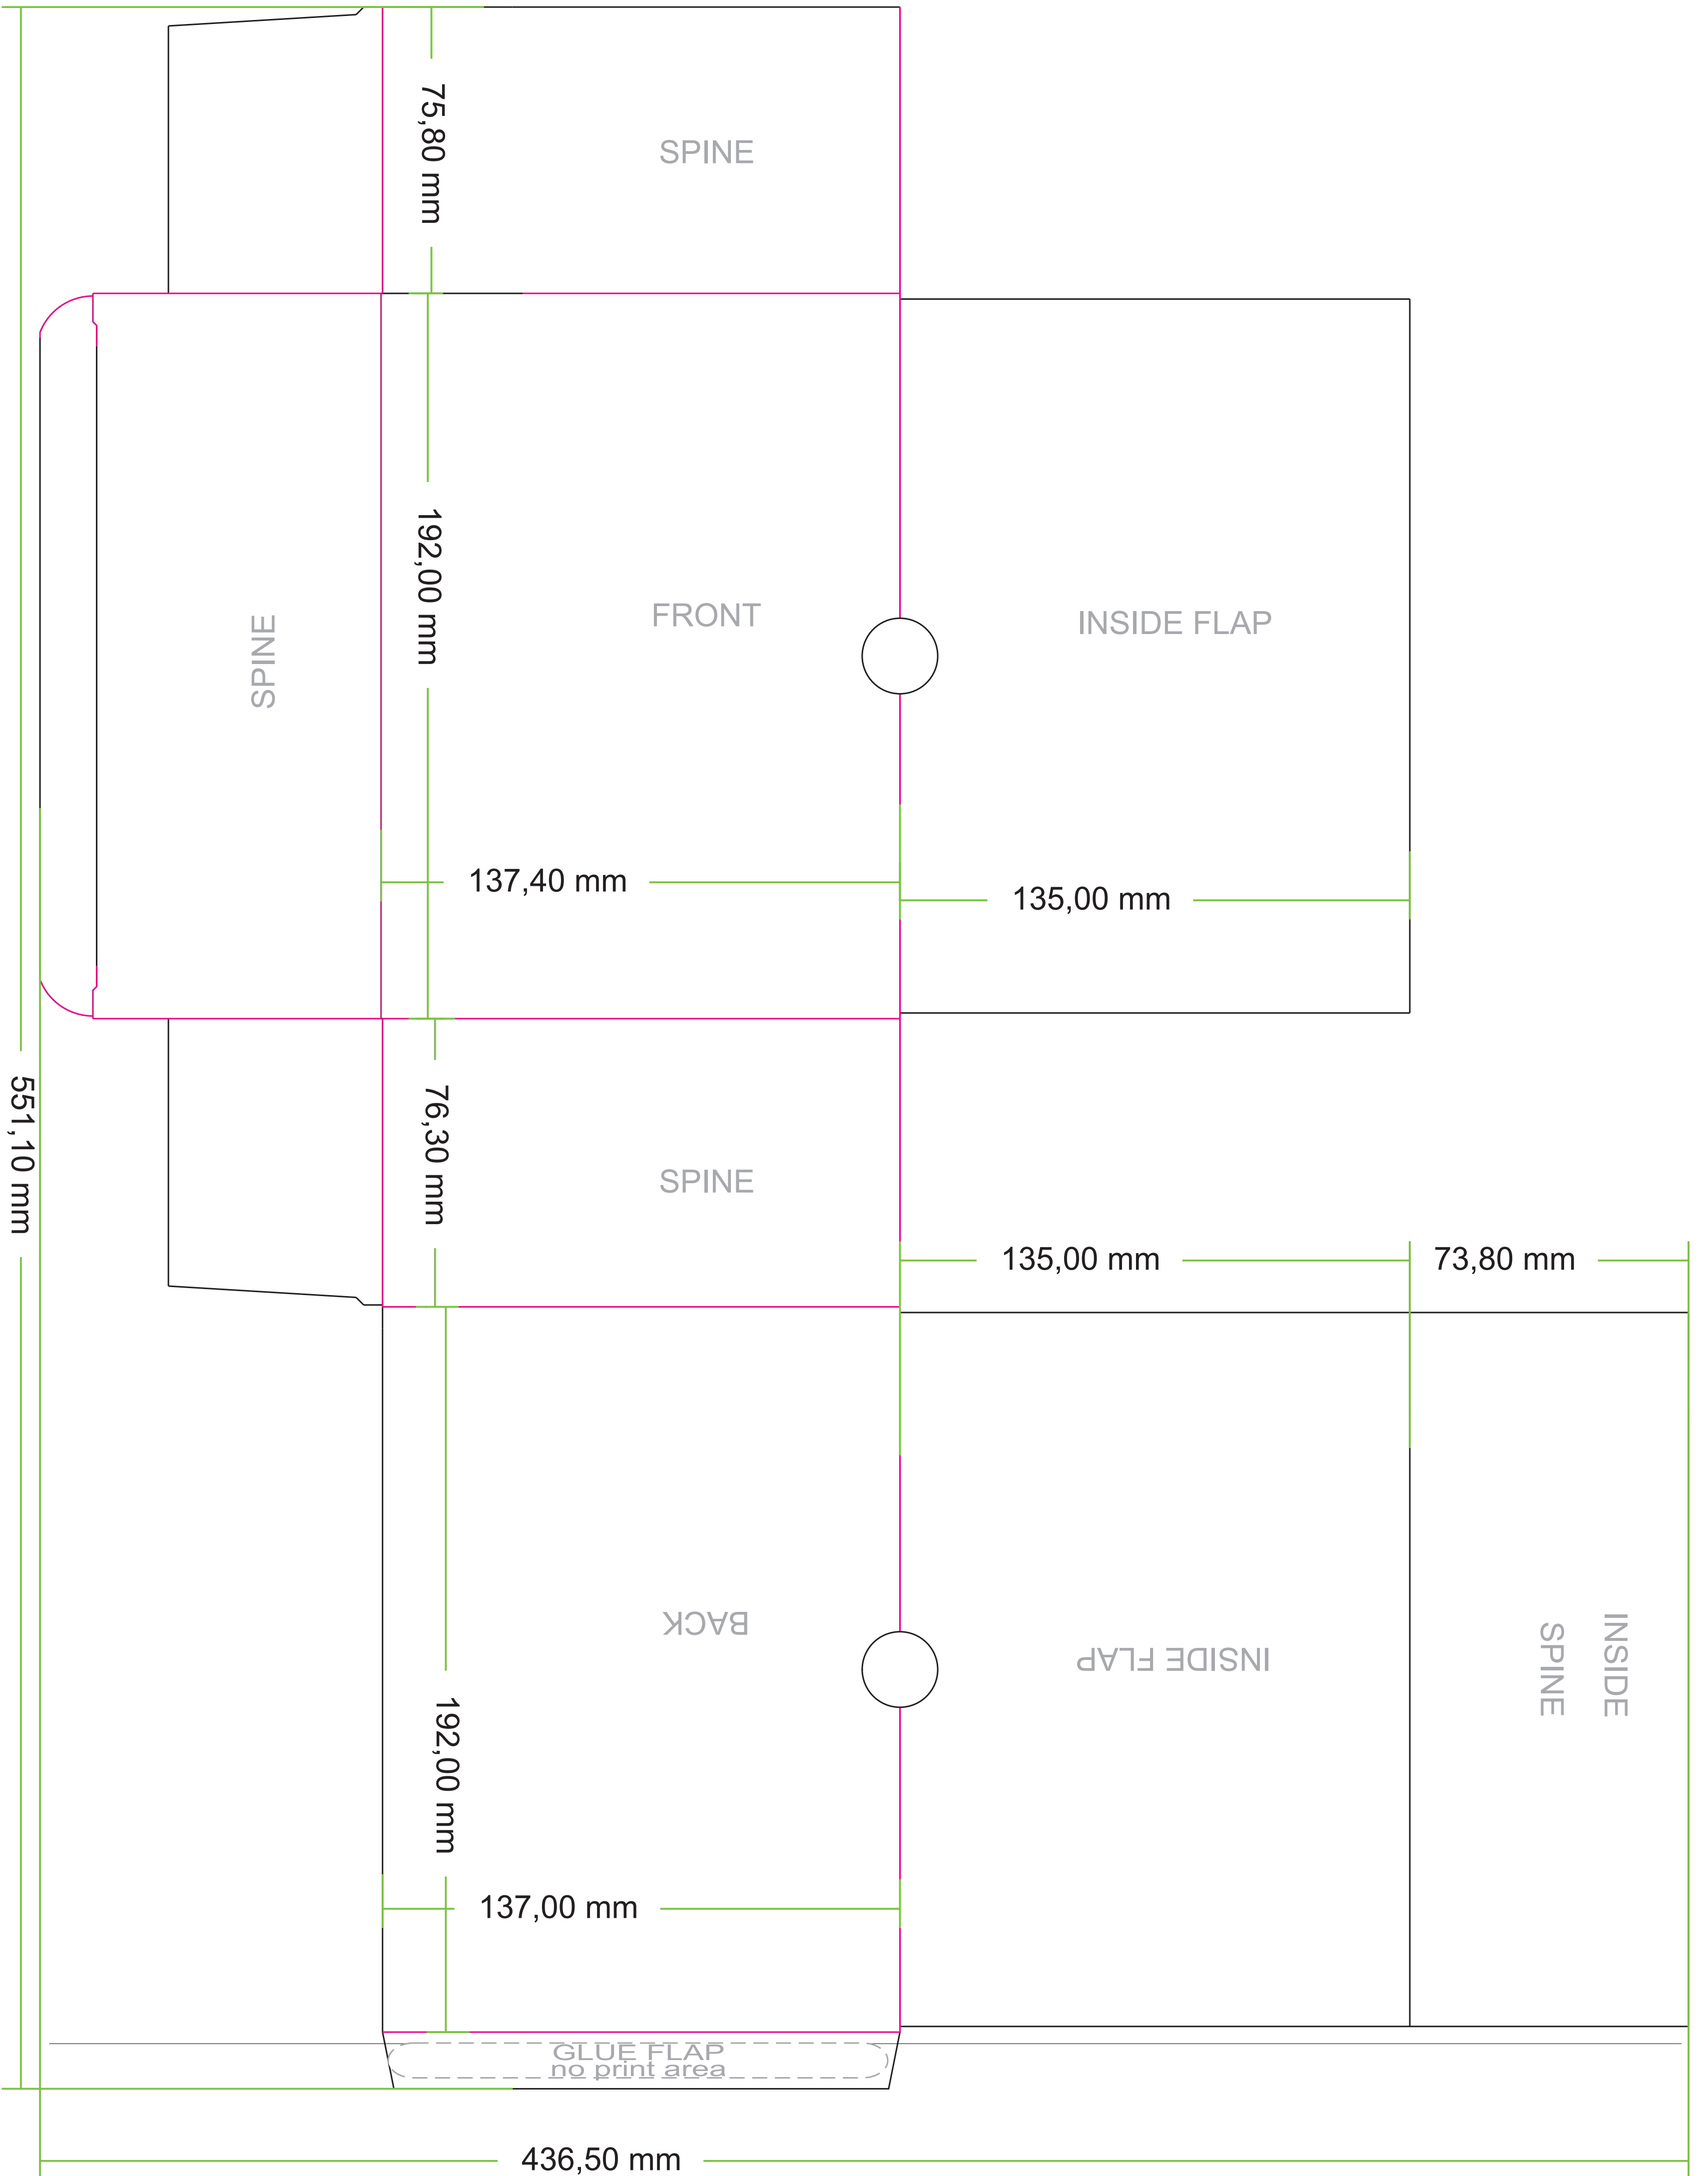 75,80 mm
SPINE
192,00 mm
SPINE
FRONT
INSIDE FLAP
137,40 mm
135,00 mm
551,10 mm
76,30 mm
SPINE
135,00 mm
73,80 mm
BACK
INSIDE FLAP
INSIDE
SPINE
192,00 mm
137,00 mm
GLUE FLAP
no print area
436,50 mm